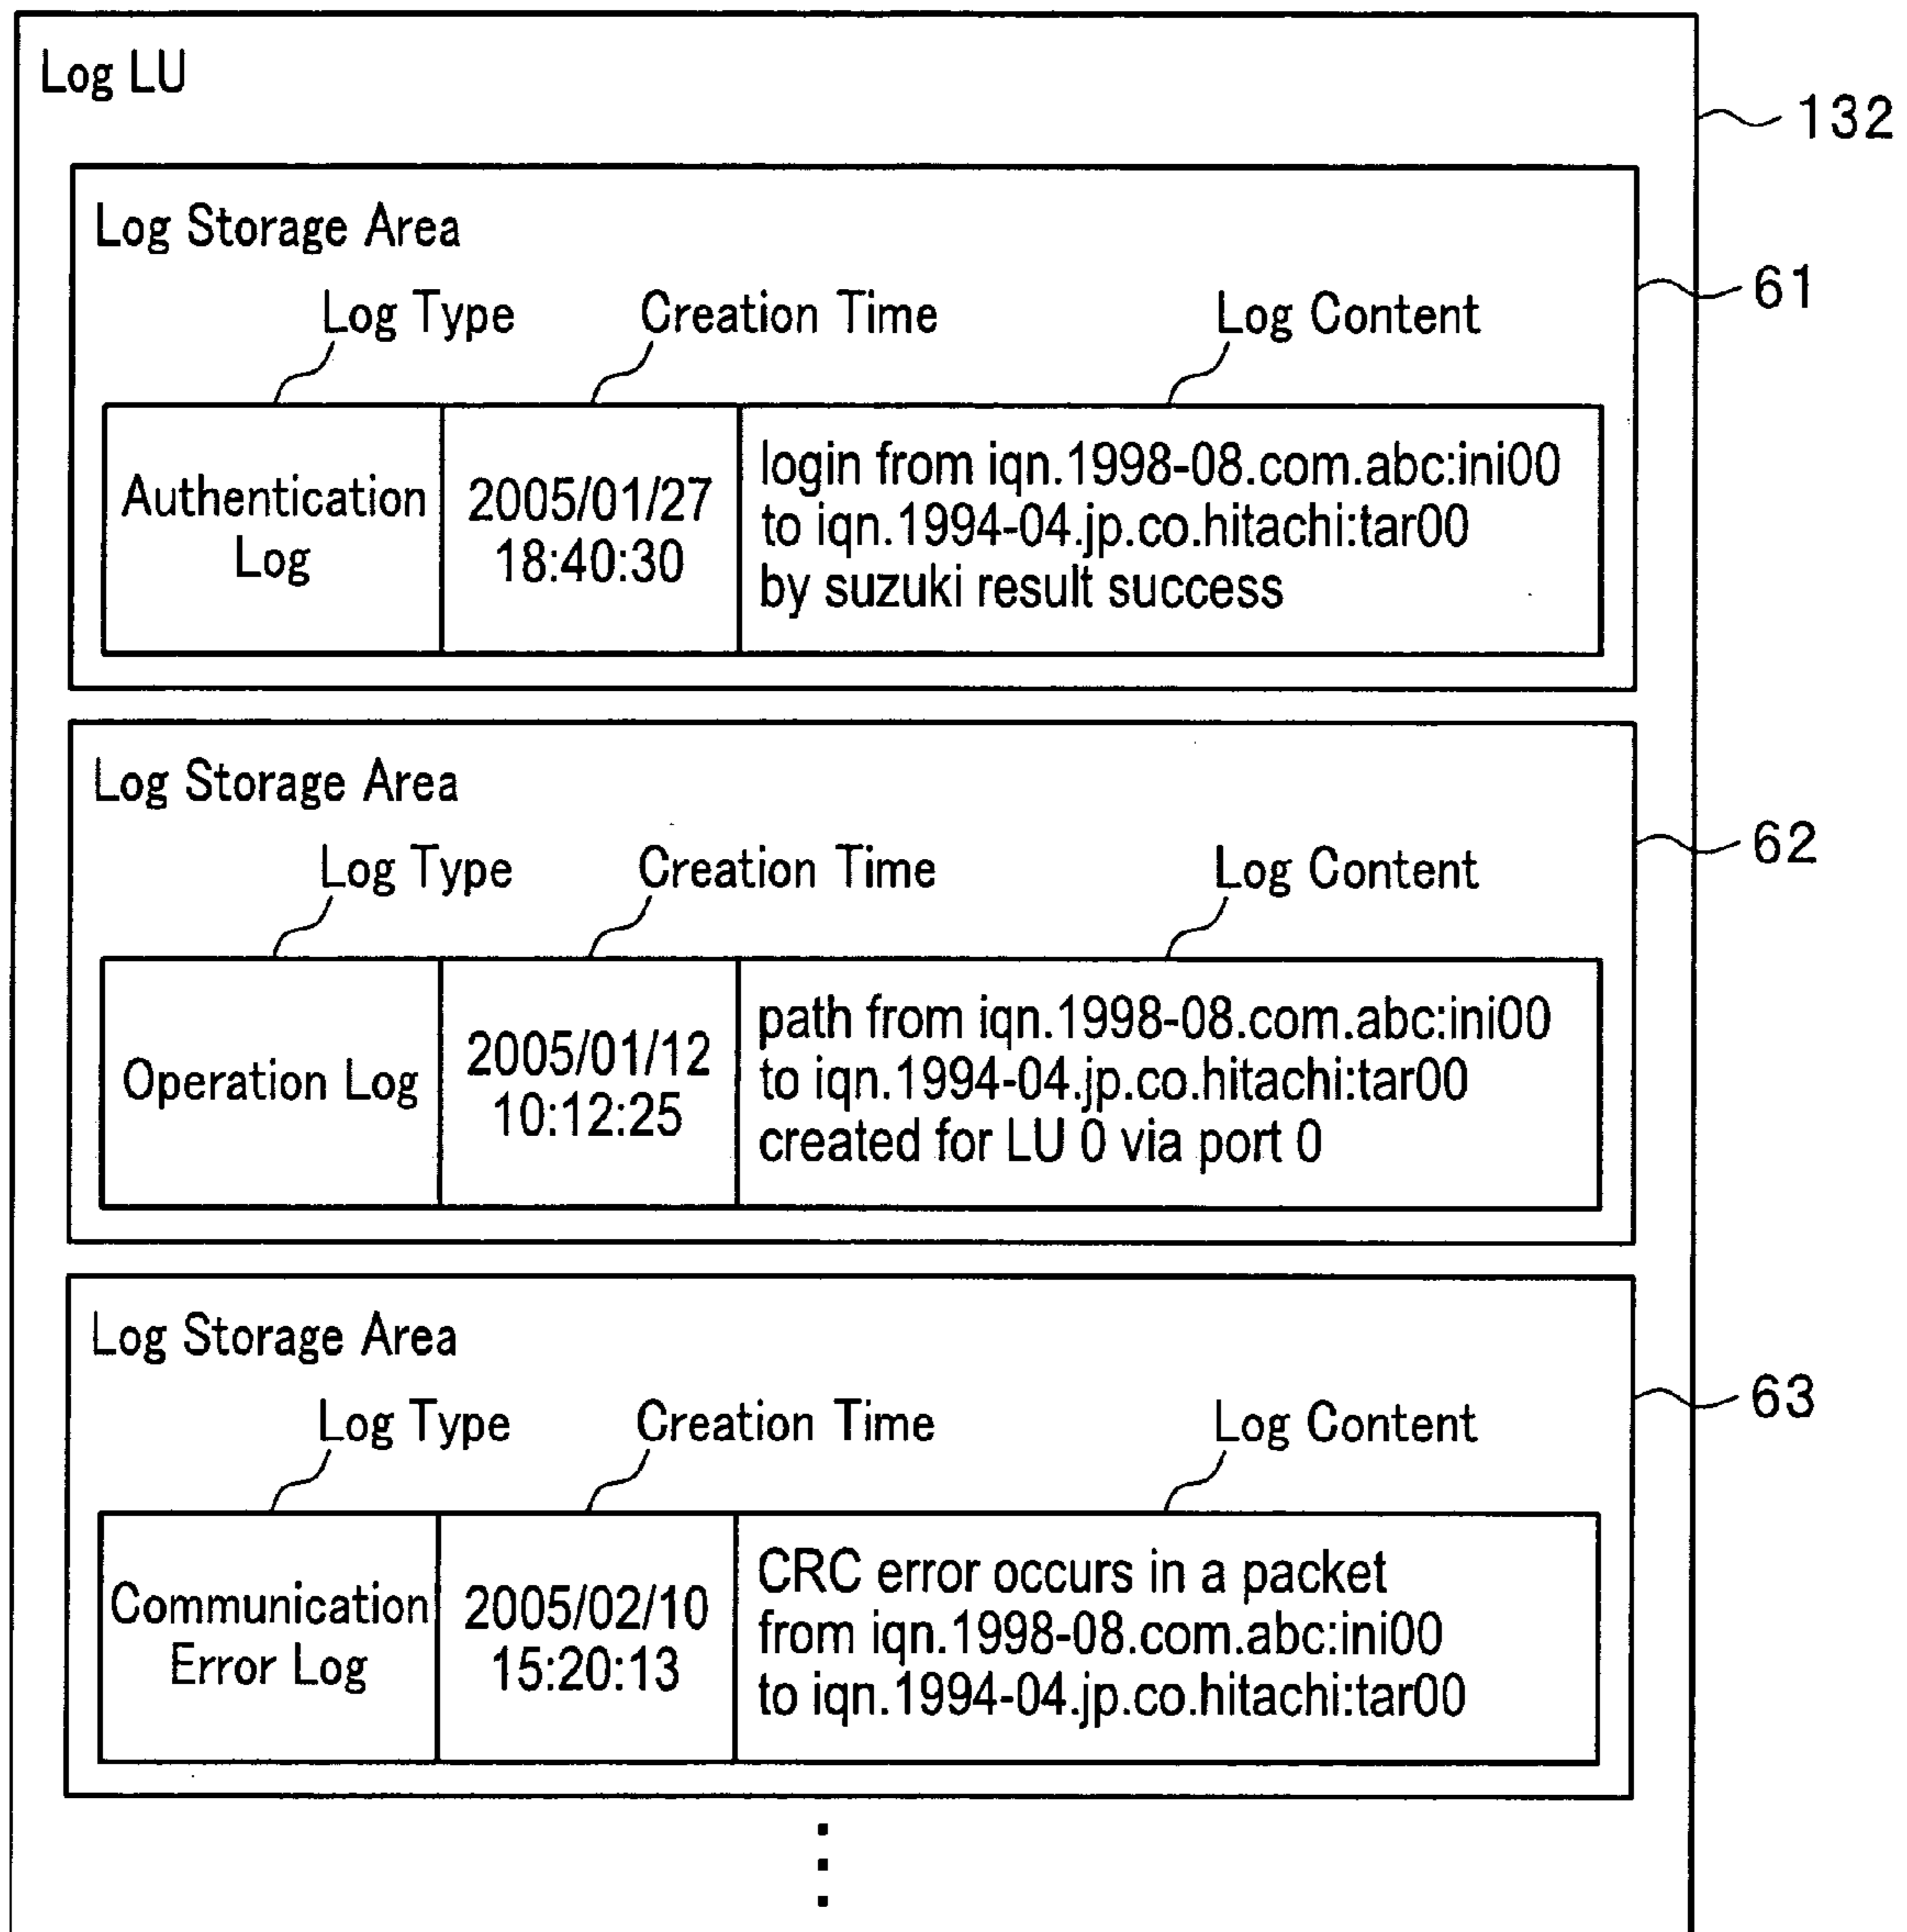 Log LU
132
Log Storage Area
61
Log Type Creation Time Log Content
Authentication Log
2005/01/27
18:40:30
login from iqn.1998-08.com.abc:ini00
to iqn.1994-04.jp.co.hitachi:tar00
by suzuki result success
Log Storage Area
62
Log Type Creation Time Log Content
Operation Log
2005/01/12
10:12:25
path from iqn.1998-08.com.abc:ini00
to iqn.1994-04.jp.co.hitachi:tar00
created for LU 0 via port 0
Log Storage Area
63
Log Type Creation Time Log Content
Communication
Error Log
2005/02/10
15:20:13
CRC error occurs in a packet
from iqn.1998-08.com.abc:ini00
to iqn.1994-04.jp.co.hitachi:tar00